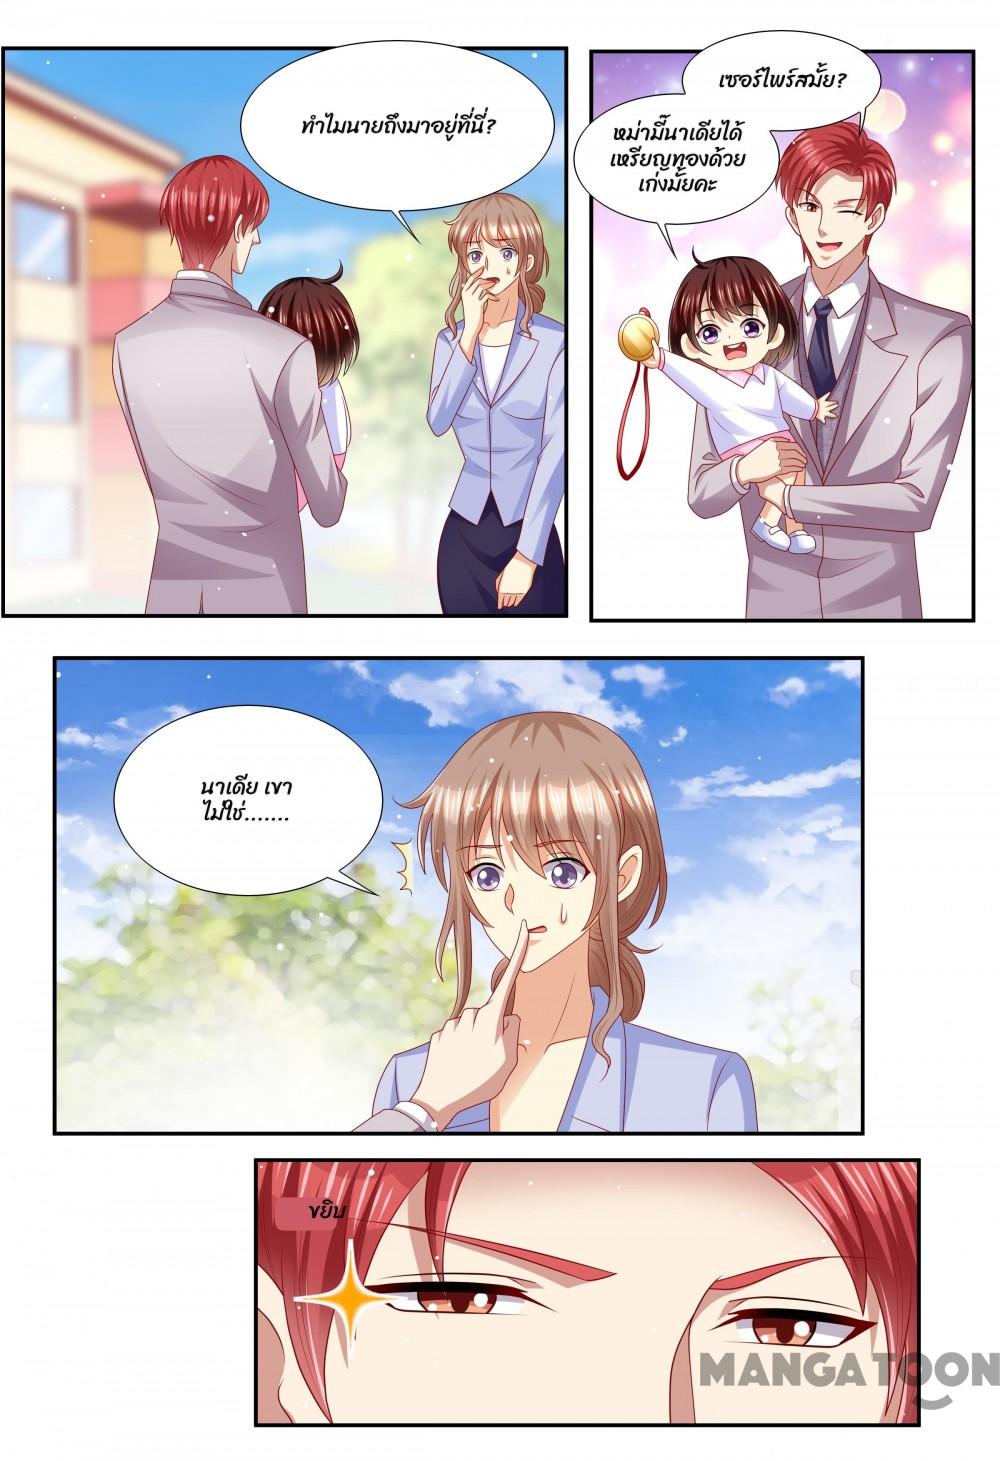 ทำไมนายถึงมาอยู่ที่นี่?
เซอร์ไพร์สมั้ย?
หม่ามี๊นาเดียได้
เหรียญทองด้วย
เก่งมั้ยคะ
นาเดีย เขา
ไม่ใช่.......
ขยิบ
MANGATOON